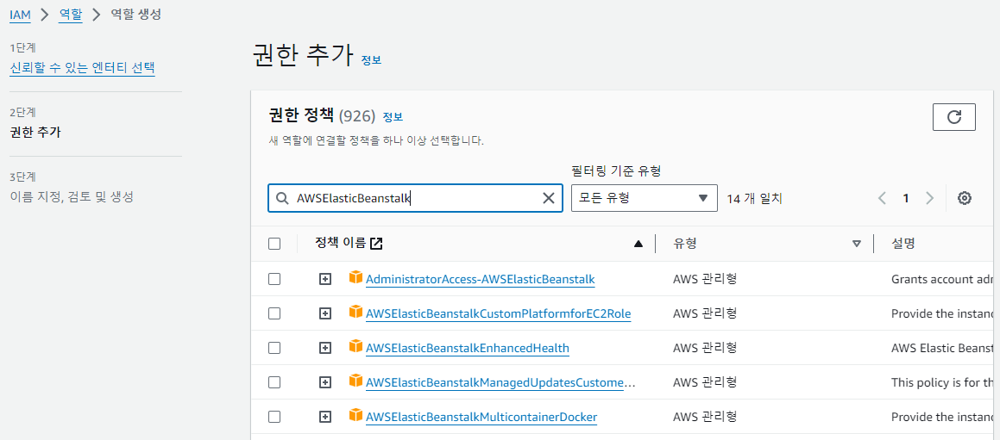 IAM > 역할 > 역할 생성
1단계
신뢰할 수 있는 엔터티 선택
2단계
권한 추가
3단계
이름 지정, 검토 및 생성
권한 추가 정보
권한 정책 (926) 정보
새 역할에 연결할 정책을 하나 이상 선택합니다.
필터링 기준 유형
AWSElasticBeanstalk 모든 유형 14 개 일치 1
정책 이름 유형 설명
AdministratorAccess-AWSElasticBeanstalk AWS 관리형 Grants account adr
AWSElasticBeanstalkCustomPlatformforEC2Role AWS 관리형 Provide the instanc
AWSElasticBeanstalkEnhancedHealth AWS 관리형 AWS Elastic Beanst
AWSElasticBeanstalkManagedUpdatesCustome... AWS 관리형 This policy is for th
AWSElasticBeanstalkMulticontainerDocker AWS 관리형 Provide the instanc